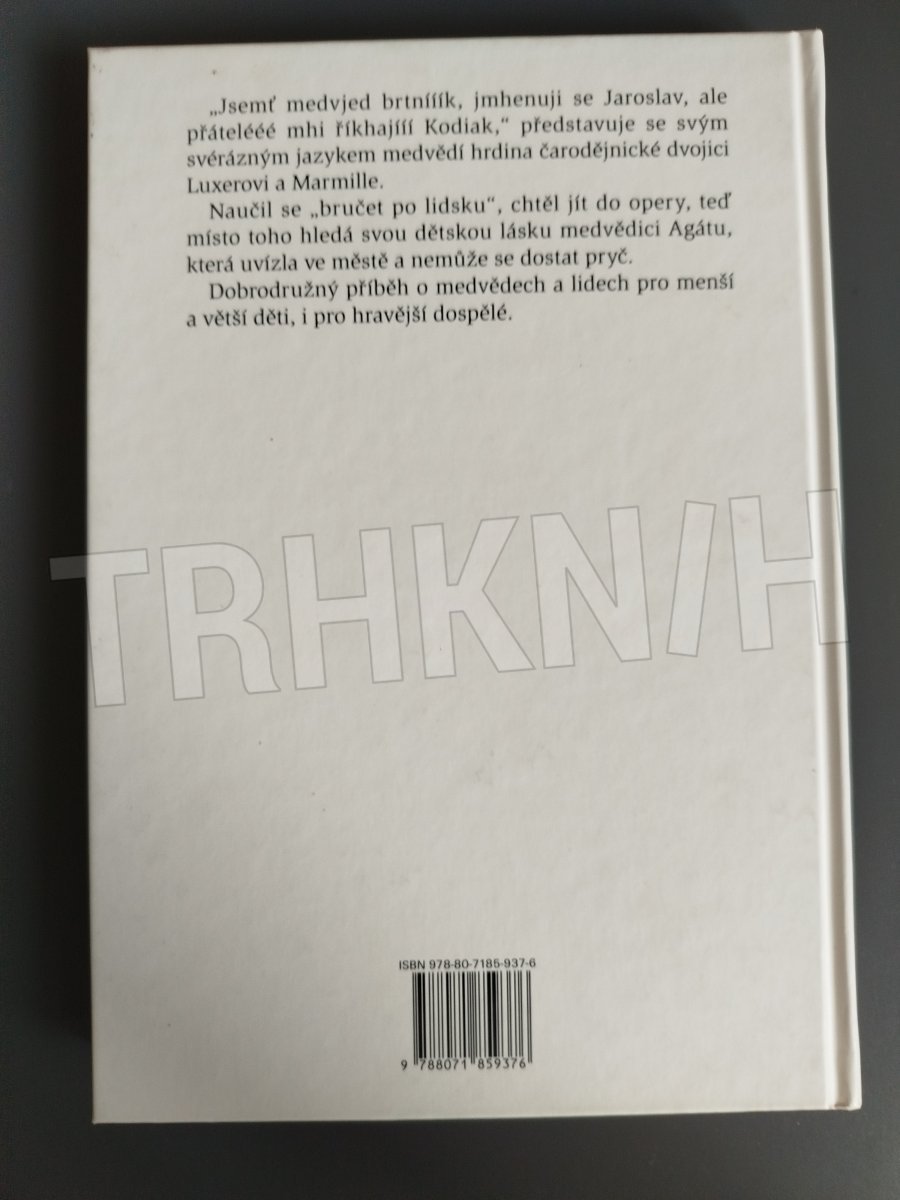 „Jsemť medvjed brtnííík, jmhenuji se Jaroslav, ale
přáteléééé mhi říkhajííí Kodiak,“ představuje se svým
svérázným jazykem medvědí hrdina čarodějnické dvojici
Luxerovi a Marmille.
Naučil se „bručet po lidsku“, chtěl jít do opery, teď
místo toho hledá svou dětskou lásku medvědici Agátu,
která uvízla ve městě a nemůže se dostat pryč.
Dobrodružný příběh o medvědech a lidech pro menší
a větší děti, i pro hravější dospělé.
TRHKNIH
ISBN 978-80-7185-937-6
9 788071 859376